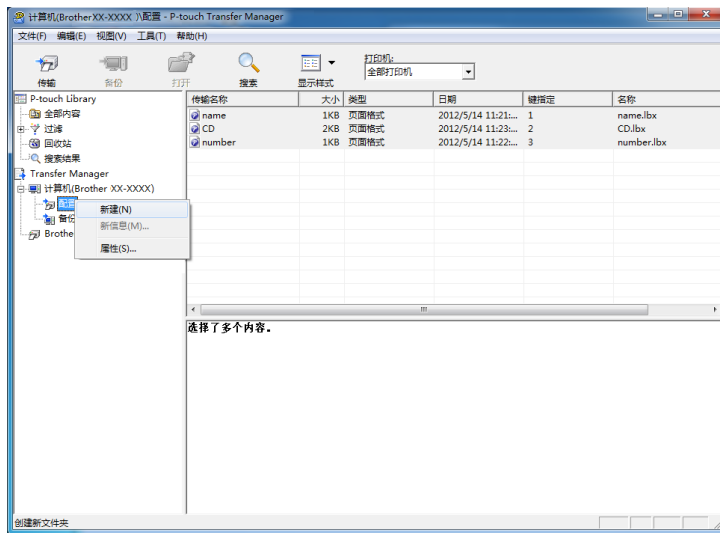 计算机(BrotherXX-XXXX )\配置 - P-touch Transfer Manager
文件(F) 编辑(E) 视图(V) 工具(T) 帮助(H)
传输 备份 打开 搜索 显示样式 打印机: 全部打印机
P-touch Library
全部内容
过滤
回收站
搜索结果
Transfer Manager
计算机(Brother XX-XXXX)
配置
备份
Brothe
新建(N)
新信息(M)...
属性(S)...
传输名称 大小 类型 日期 键指定 名称
name 1KB 页面格式 2012/5/14 11:21:... 1 name.lbx
CD 2KB 页面格式 2012/5/14 11:23:... 2 CD.lbx
number 1KB 页面格式 2012/5/14 11:22:... 3 number.lbx
选择了多个内容。
创建新文件夹